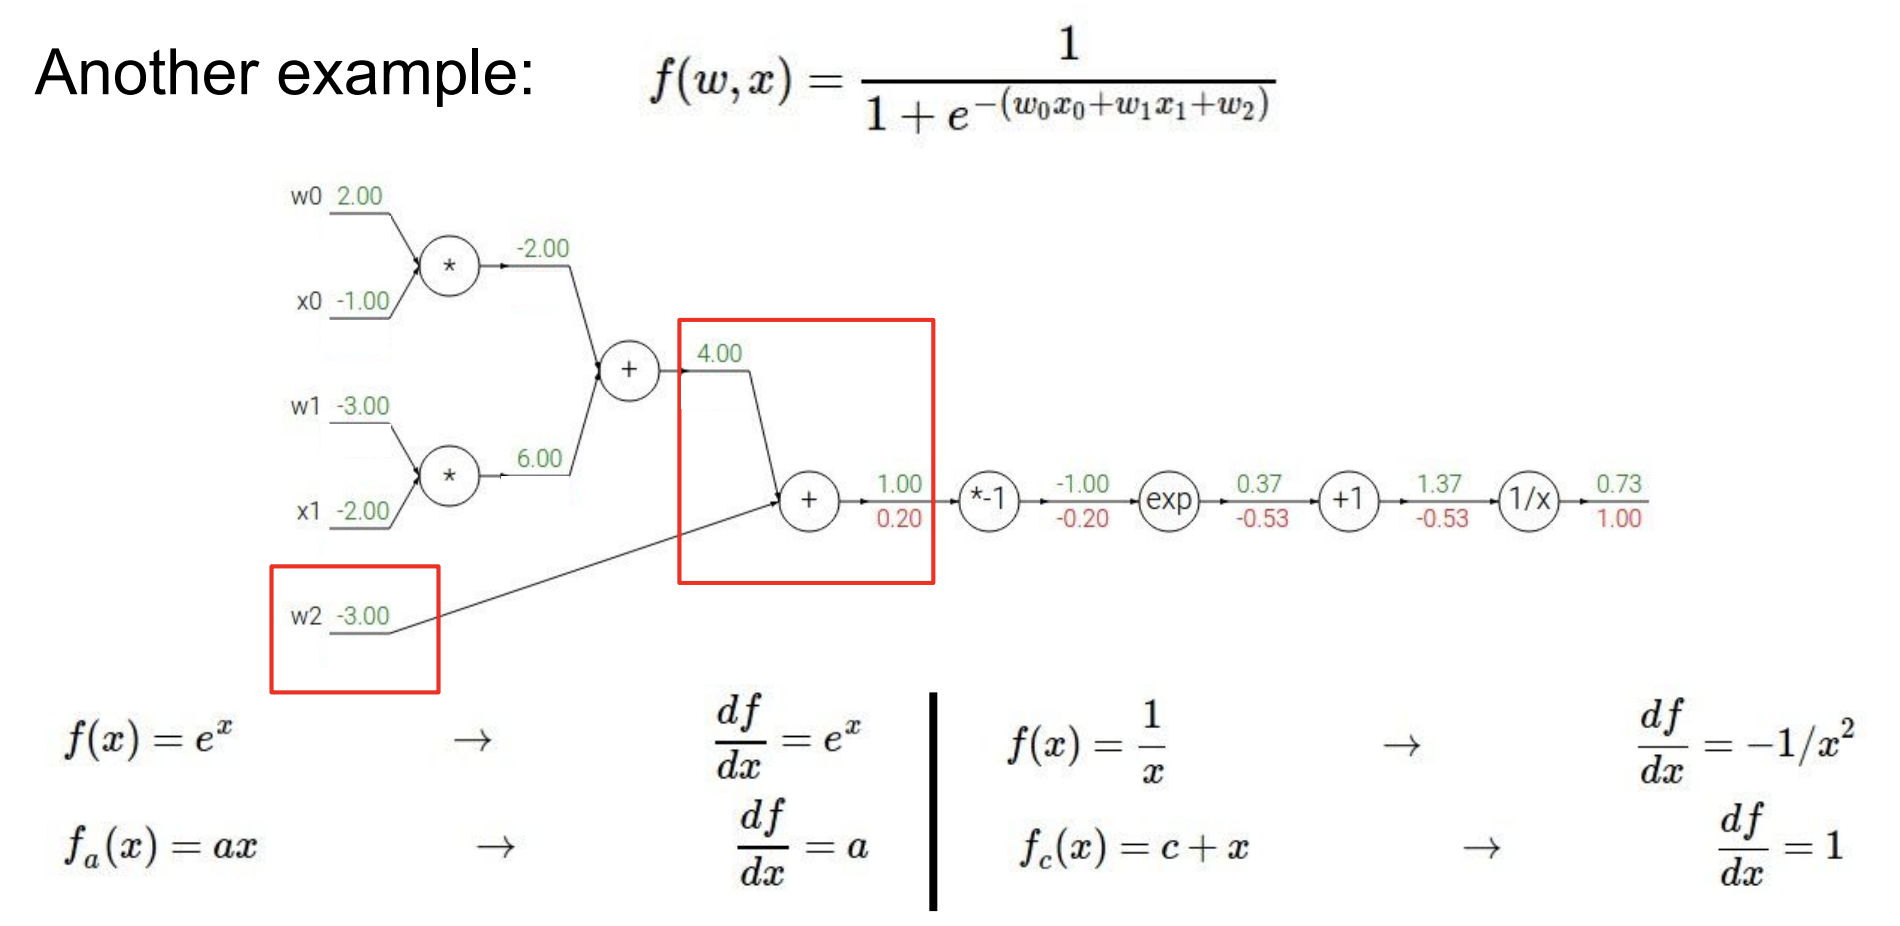 Another example: f(w,x) = 1 / (1 + e^{-(w_0x_0+w_1x_1+w_2)})
w0 2.00
*
-2.00
x0 -1.00
+
4.00
w1 -3.00
*
6.00
x1 -2.00
+ 1.00 *-1 -1.00 exp 0.37 +1 1.37 1/x 0.73
0.20 -0.20 -0.53 -0.53 1.00
w2 -3.00
f(x) = e^x → df/dx = e^x
f(x) = 1/x → df/dx = -1/x^2
f_a(x) = ax → df/dx = a
f_c(x) = c + x → df/dx = 1